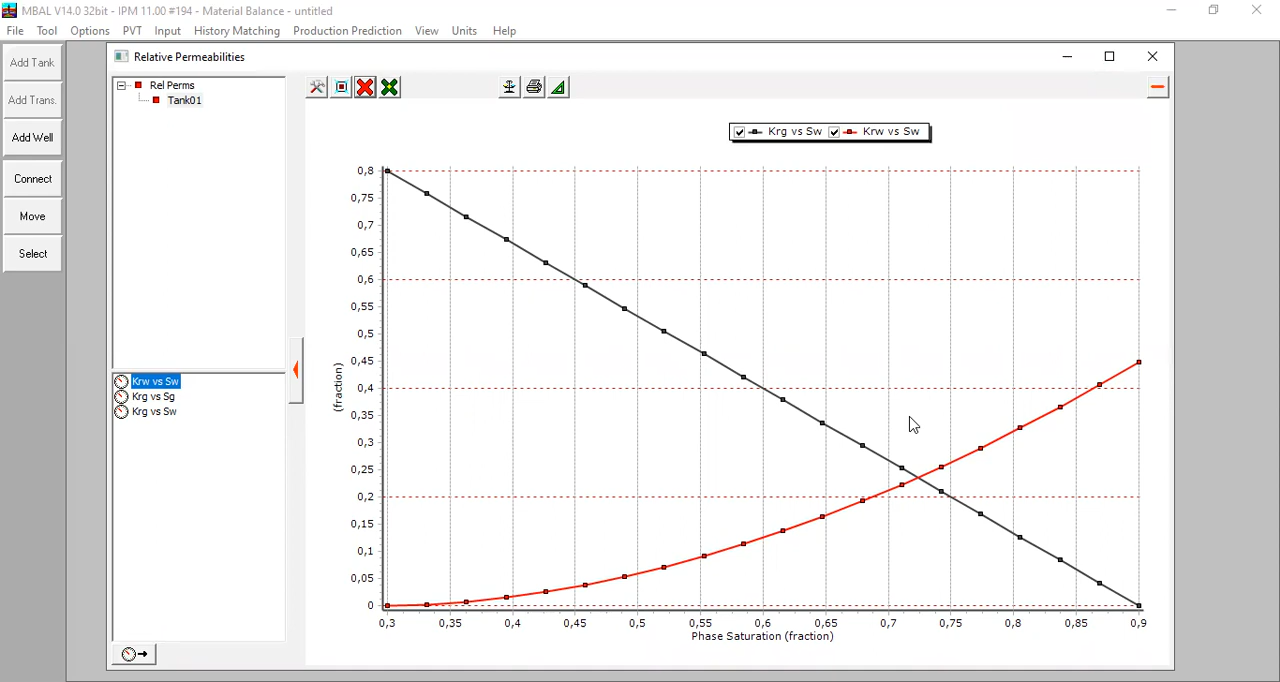 MBAL V14.0 32bit - IPM 11.00 #194 - Material Balance - untitled
File Tool Options PVT Input History Matching Production Prediction View Units Help
Add Tank
Add Trans.
Add Well
Connect
Move
Select
Relative Permeabilities
Rel Perms
Tank01
Krw vs Sw
Krg vs Sg
Krg vs Sw
Krg vs Sw Krw vs Sw
0,8
0,75
0,7
0,65
0,6
0,55
0,5
0,45
0,4
0,35
0,3
0,25
0,2
0,15
0,1
0,05
0
(fraction)
0,3 0,35 0,4 0,45 0,5 0,55 0,6 0,65 0,7 0,75 0,8 0,85 0,9
Phase Saturation (fraction)